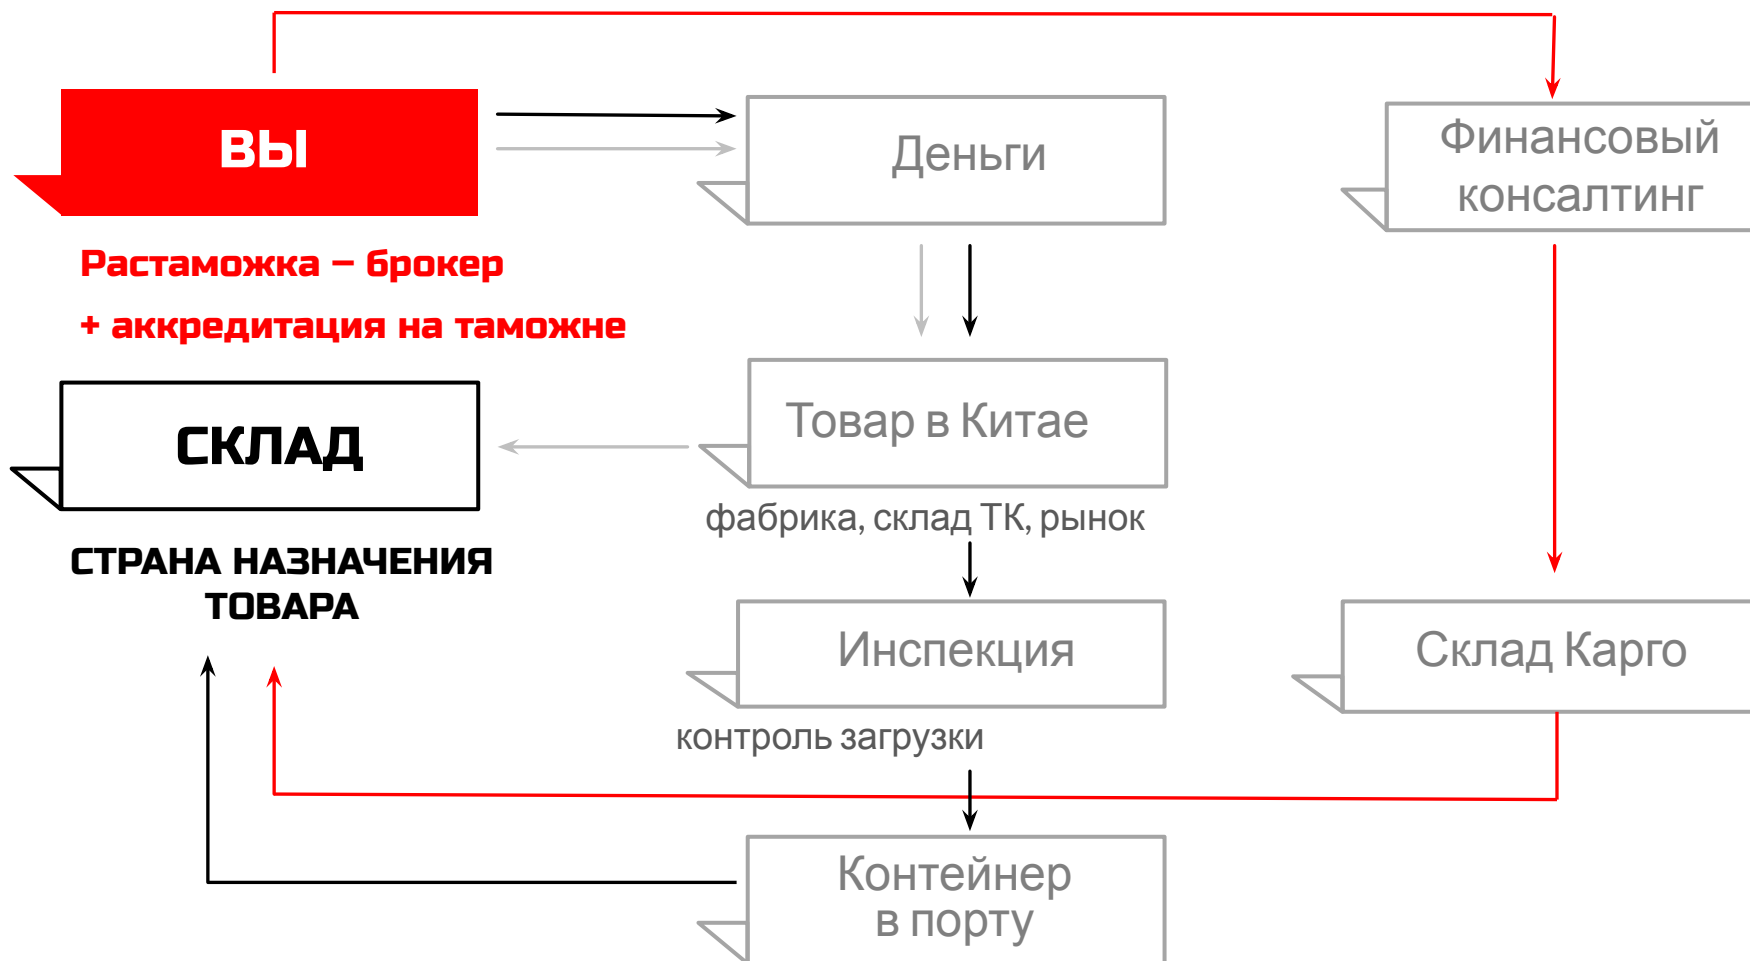 ВЫ
Деньги
Финансовый
консалтинг
Растаможка – брокер
+ аккредитация на таможне
СКЛАД
Товар в Китае
фабрика, склад ТК, рынок
СТРАНА НАЗНАЧЕНИЯ
ТОВАРА
Инспекция
Склад Карго
контроль загрузки
Контейнер
в порту